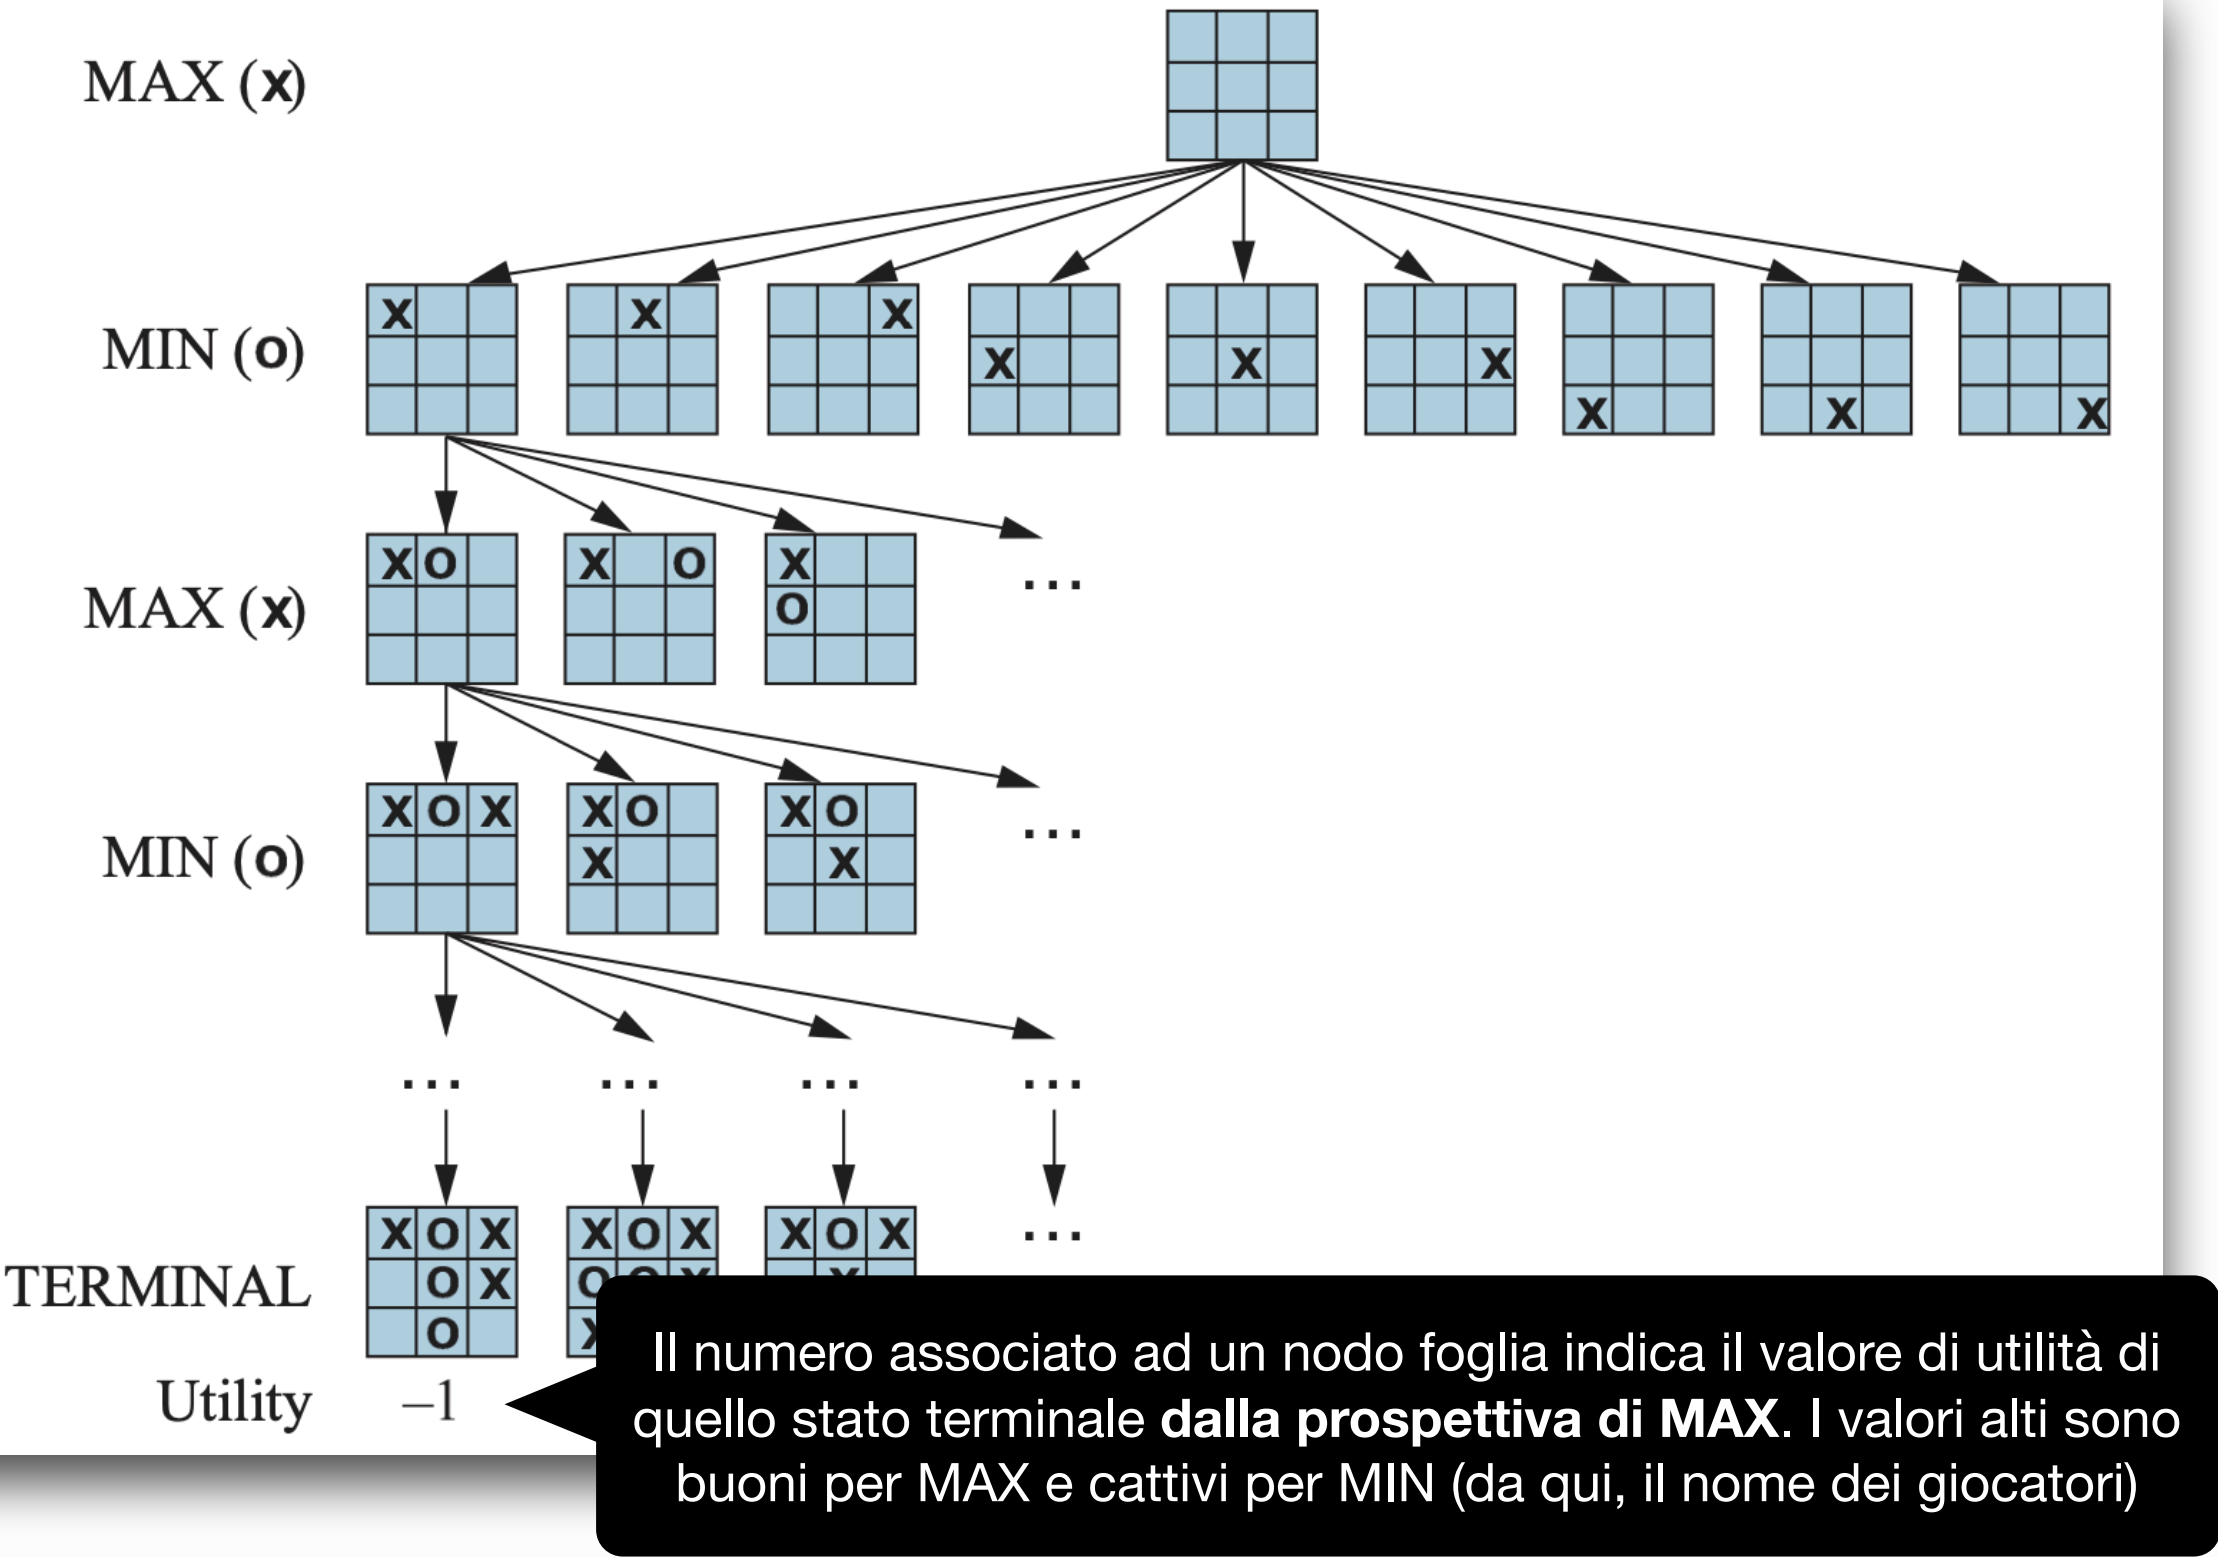 MAX (x)
MIN (o)
x x x x x x x x x
MAX (x)
x o x o x
o
...
MIN (o)
x o x x o x o
x x
...
... ... ... ...
TERMINAL
x o x x o x x o x
...
o x o
o x
Utility –1
Il numero associato ad un nodo foglia indica il valore di utilità di
quello stato terminale dalla prospettiva di MAX. I valori alti sono
buoni per MAX e cattivi per MIN (da qui, il nome dei giocatori)